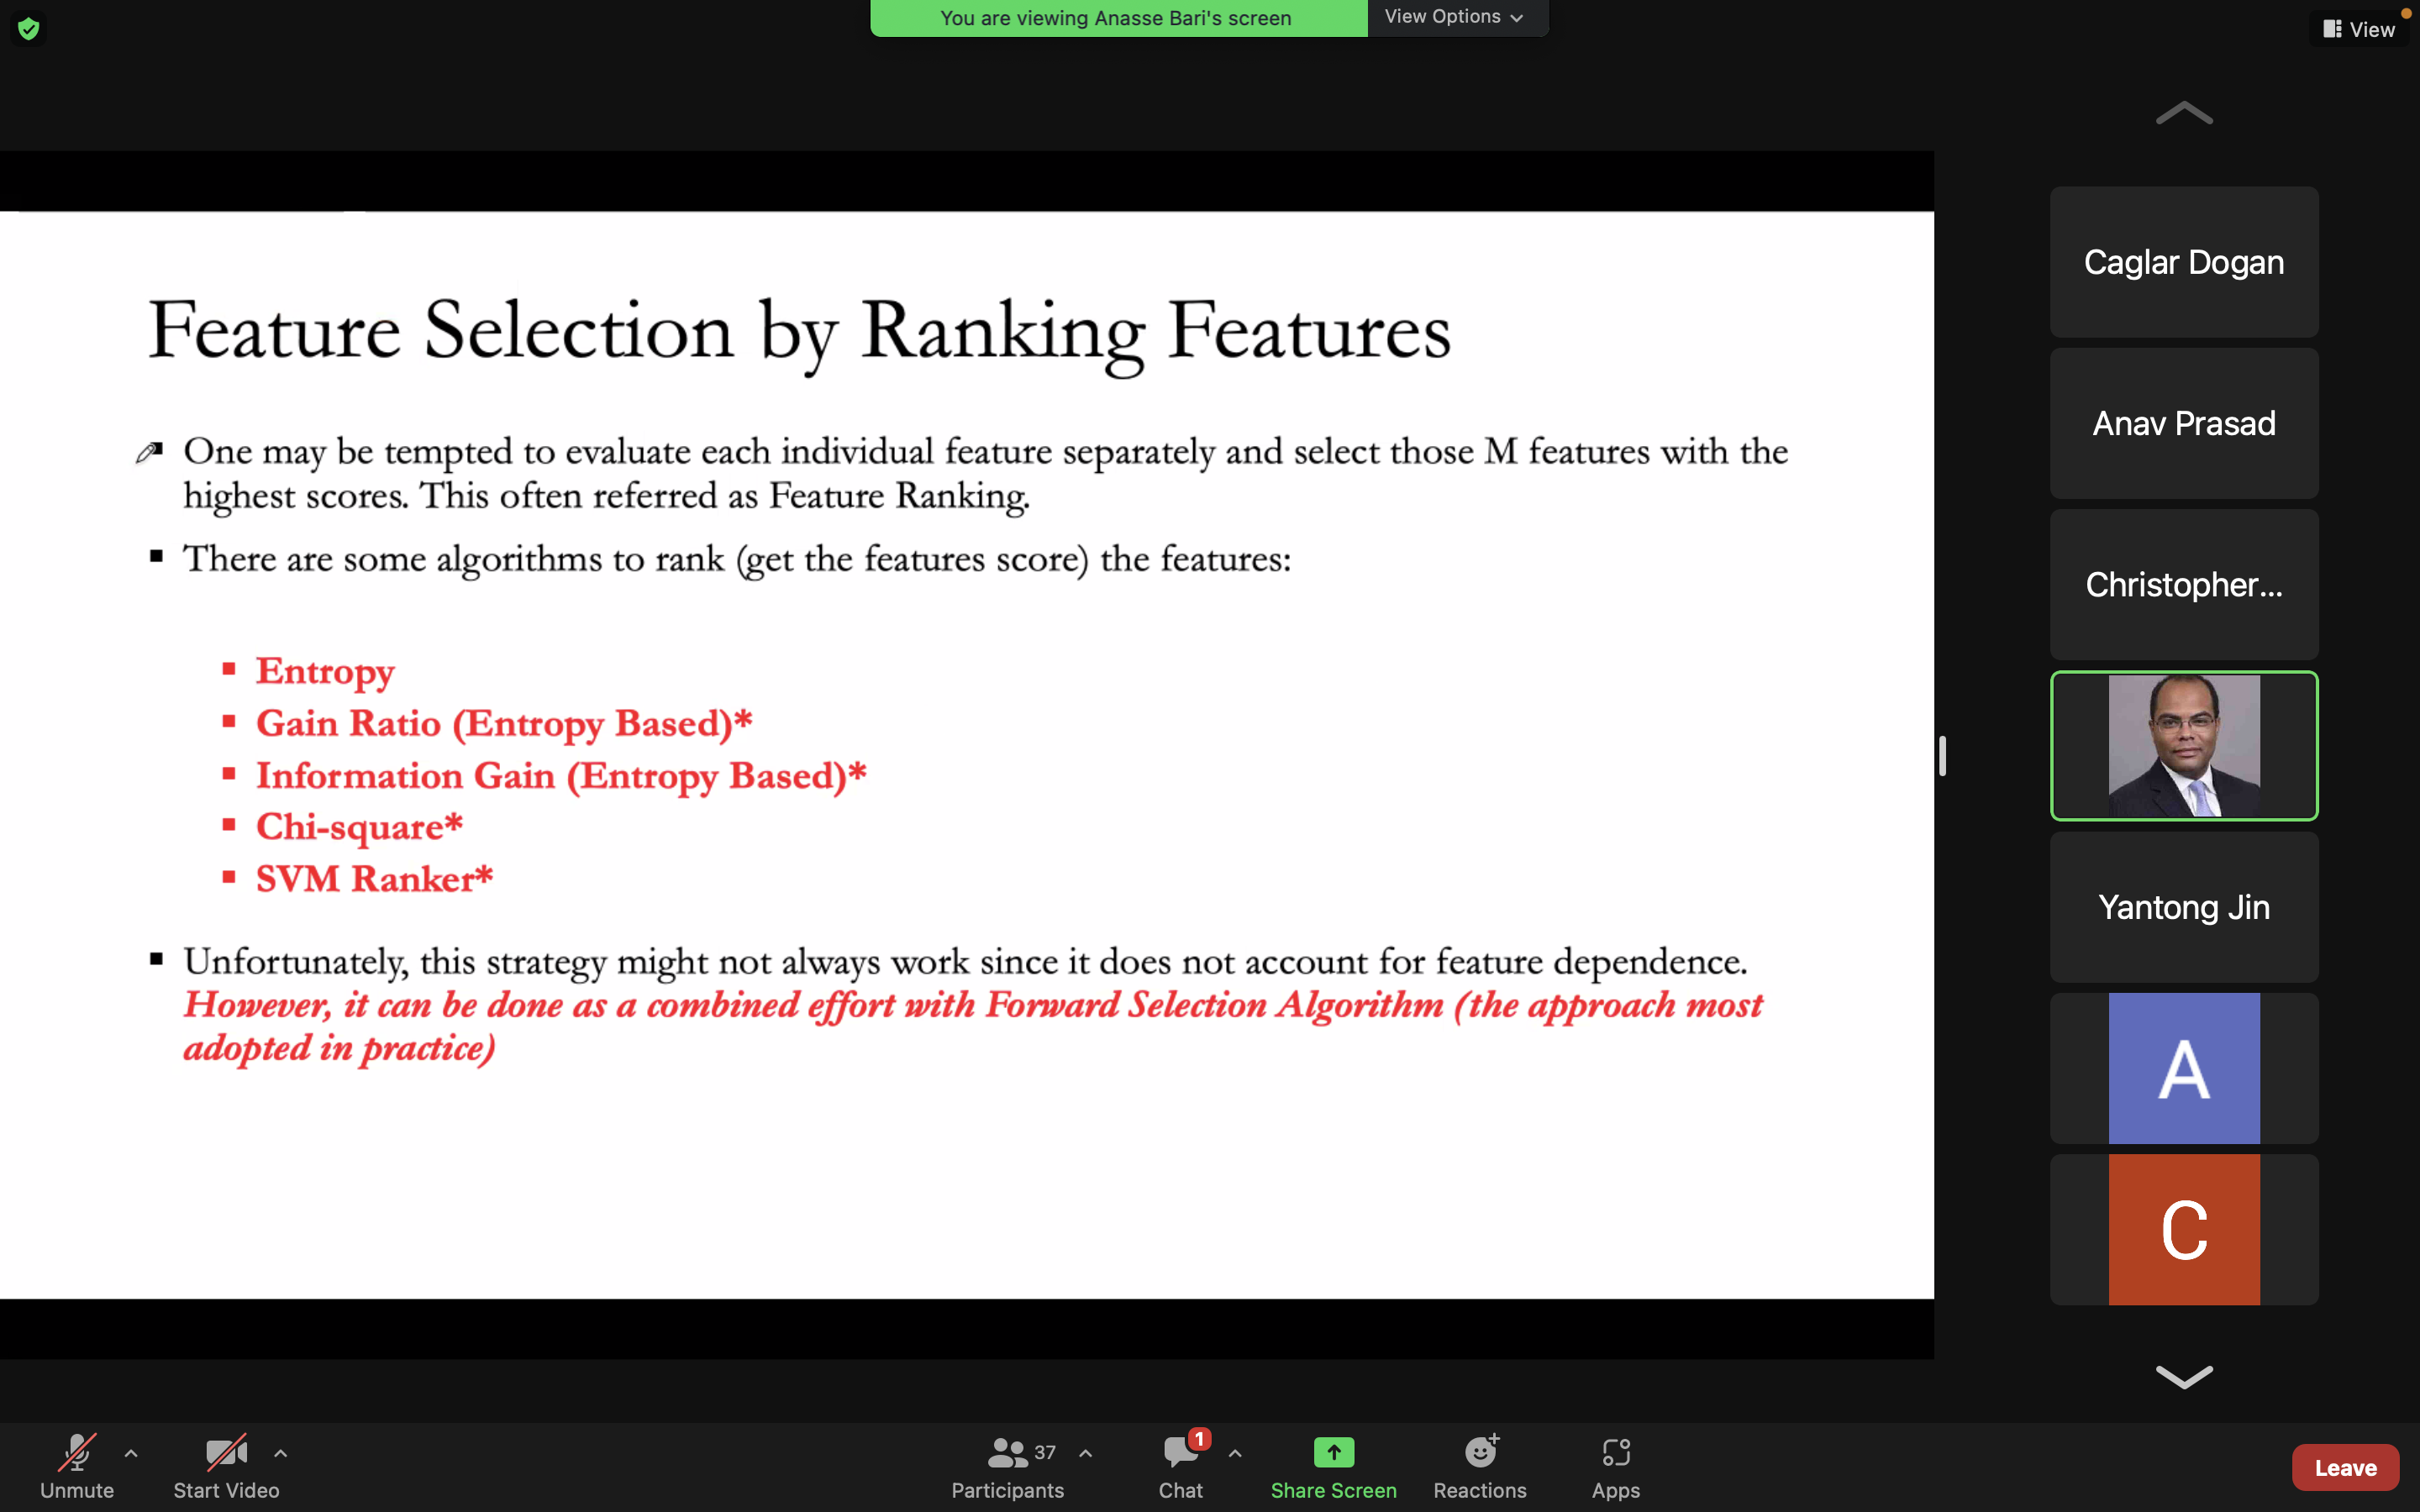 You are viewing Anasse Bari's screen
View Options
View
Feature Selection by Ranking Features
One may be tempted to evaluate each individual feature separately and select those M features with the
highest scores. This often referred as Feature Ranking.
There are some algorithms to rank (get the features score) the features:
Entropy
Gain Ratio (Entropy Based)*
Information Gain (Entropy Based)*
Chi-square*
SVM Ranker*
Unfortunately, this strategy might not always work since it does not account for feature dependence.
However, it can be done as a combined effort with Forward Selection Algorithm (the approach most
adopted in practice)
Caglar Dogan
Anav Prasad
Christopher...
Yantong Jin
A
C
Unmute
Start Video
37
Participants
1
Chat
Share Screen
Reactions
Apps
Leave